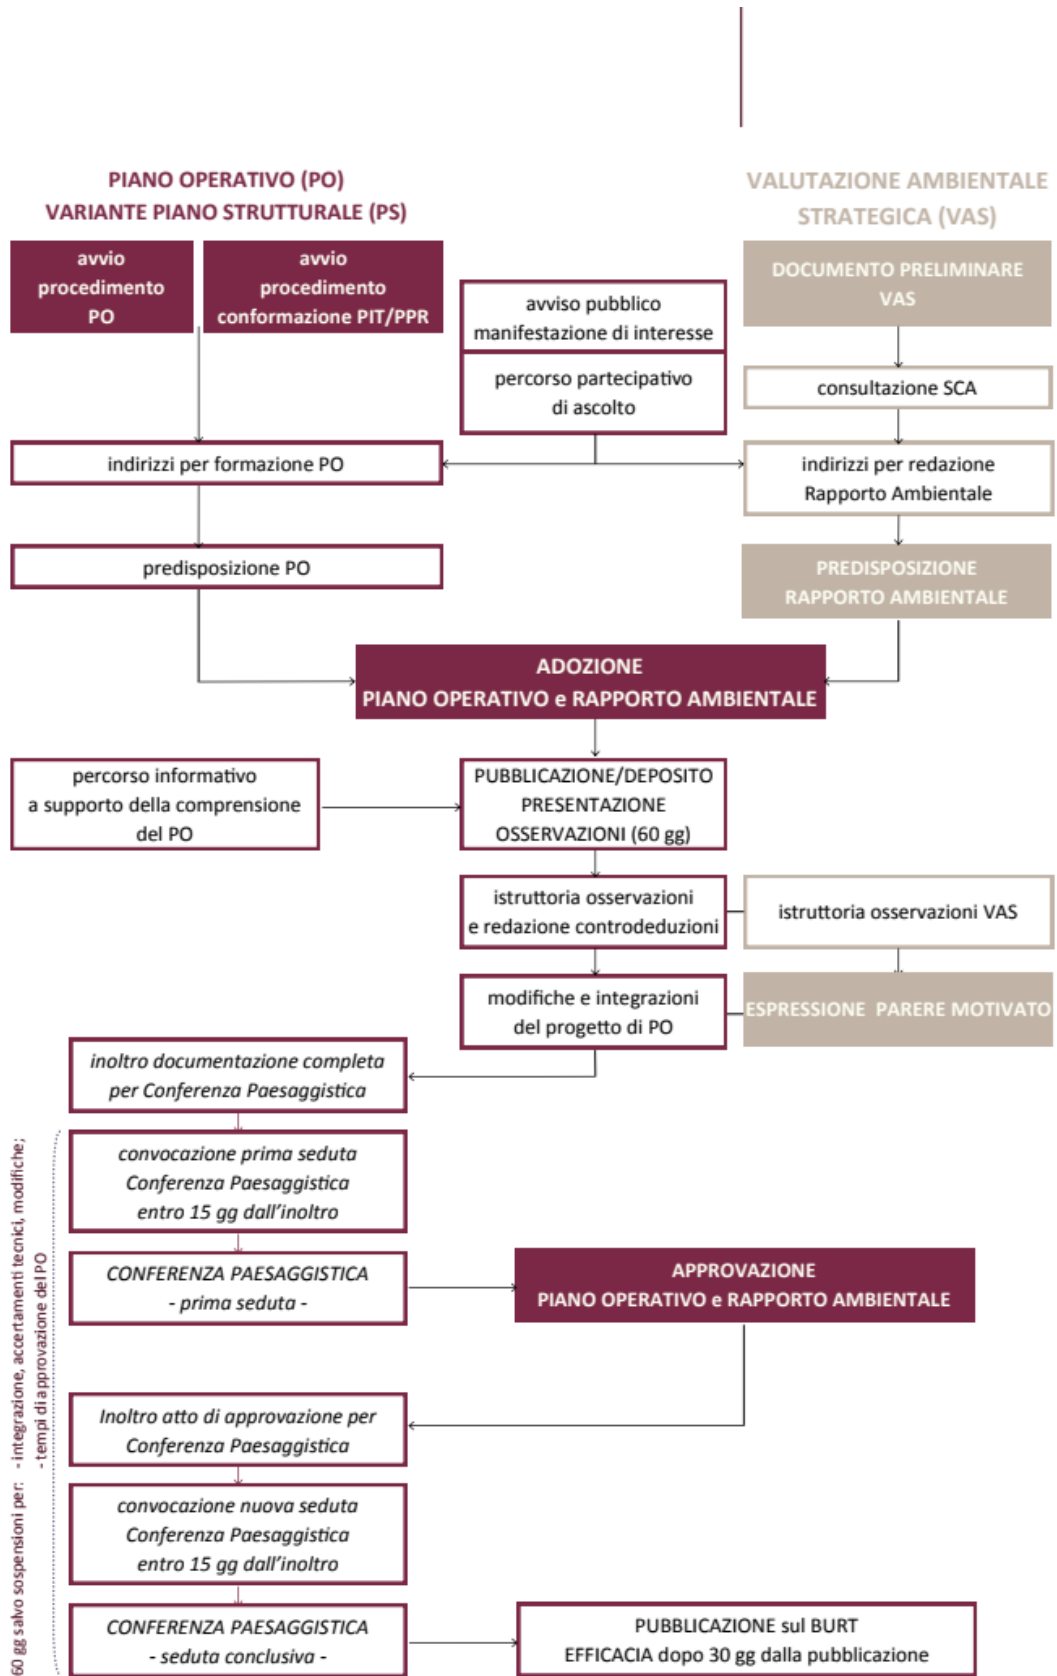 PIANO OPERATIVO (PO)
VARIANTE PIANO STRUTTURALE (PS)
VALUTAZIONE AMBIENTALE
STRATEGICA (VAS)
avvio
procedimento
PO
avvio
procedimento
conformazione PIT/PPR
avviso pubblico
manifestazione di interesse
percorso partecipativo
di ascolto
DOCUMENTO PRELIMINARE
VAS
consultazione SCA
indirizzi per formazione PO
indirizzi per redazione
Rapporto Ambientale
predisposizione PO
PREDISPOSIZIONE
RAPPORTO AMBIENTALE
ADOZIONE
PIANO OPERATIVO e RAPPORTO AMBIENTALE
percorso informativo
a supporto della comprensione
del PO
PUBBLICAZIONE/DEPOSITO
PRESENTAZIONE
OSSERVAZIONI (60 gg)
istruttoria osservazioni
e redazione controdeduzioni
istruttoria osservazioni VAS
modifiche e integrazioni
del progetto di PO
ESPRESSIONE PARERE MOTIVATO
inoltro documentazione completa
per Conferenza Paesaggistica
convocazione prima seduta
Conferenza Paesaggistica
entro 15 gg dall'inoltro
CONFERENZA PAESAGGISTICA
- prima seduta -
APPROVAZIONE
PIANO OPERATIVO e RAPPORTO AMBIENTALE
Inoltro atto di approvazione per
Conferenza Paesaggistica
convocazione nuova seduta
Conferenza Paesaggistica
entro 15 gg dall'inoltro
CONFERENZA PAESAGGISTICA
- seduta conclusiva -
PUBBLICAZIONE sul BURT
EFFICACIA dopo 30 gg dalla pubblicazione
60 gg salvo sospensioni per: - integrazione, accertamenti tecnici, modifiche;
- tempi di approvazione del PO